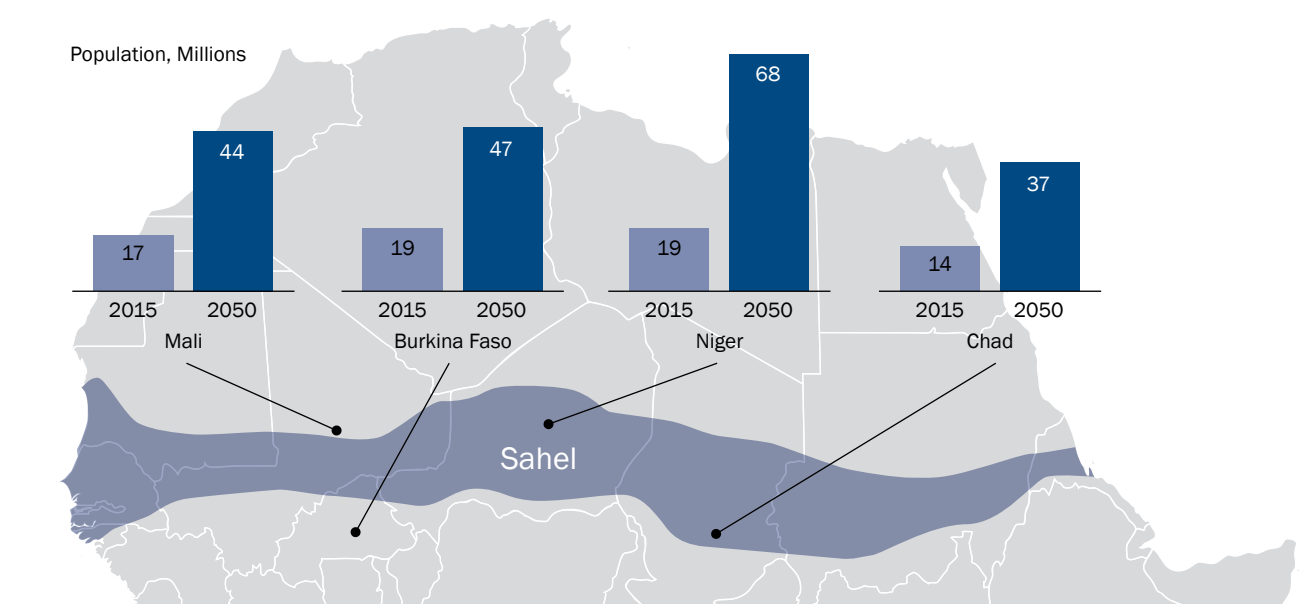 Population, Millions
17
44
2015 2050
Mali
19
47
2015 2050
Burkina Faso
19
68
2015 2050
Niger
14
37
2015 2050
Chad
Sahel